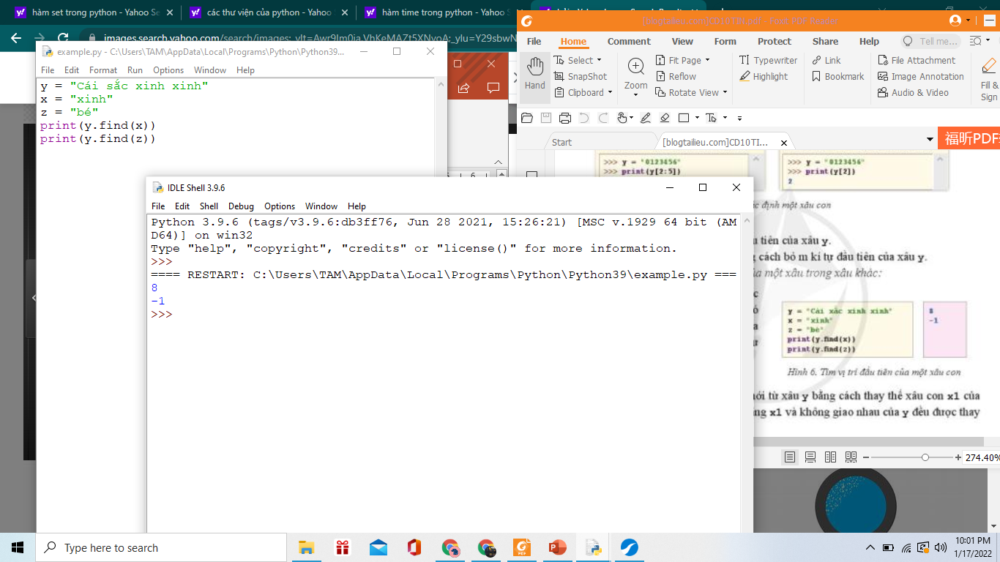 hàm set trong python - Yahoo Se
các thư viện của python - Yahoo
hàm time trong python - Yahoo S
images.search.yahoo.com/search/images;_ylt=Awr9Im0ia.VhKeMAZt5XNyoA;_ylu=Y29sbwN
example.py - C:\Users\TAM\AppData\Local\Programs\Python\Python39...
File Edit Format Run Options Window Help
y = "Cái sắc xinh xinh"
x = "xinh"
z = "bé"
print(y.find(x))
print(y.find(z))
[blogtailieu.com]CD10TIN.pdf - Foxit PDF Reader
File Home Comment View Form Protect Share Help Tell me...
Hand
Select
SnapShot
Clipboard
Zoom
Fit Page
Reflow
Rotate View
Typewriter
Highlight
Link
Bookmark
File Attachment
Image Annotation
Audio & Video
Fill &
Sign
Start
[blogtailieu.com]CD10TI...
福昕PDF
>>> y = "0123456"
>>> print(y[2:5])
>>> y = "0123456"
>>> print(y[2])
2
định một xâu con
tiên của xâu y.
cách bỏ m kí tự đầu tiên của xâu y.
một xâu trong xâu khác:
y = "Cái xắc xinh xinh"
x = "xinh"
z = "bé"
print(y.find(x))
print(y.find(z))
8
-1
Hình 6. Tìm vị trí đầu tiên của một xâu con
từ xâu y bằng cách thay thế xâu con x1 của
x1 và không giao nhau của y đều được thay
274.40%
IDLE Shell 3.9.6
File Edit Shell Debug Options Window Help
Python 3.9.6 (tags/v3.9.6:db3ff76, Jun 28 2021, 15:26:21) [MSC v.1929 64 bit (AM
D64)] on win32
Type "help", "copyright", "credits" or "license()" for more information.
>>>
==== RESTART: C:\Users\TAM\AppData\Local\Programs\Python\Python39\example.py ===
8
-1
>>>
Type here to search
10:01 PM
1/17/2022